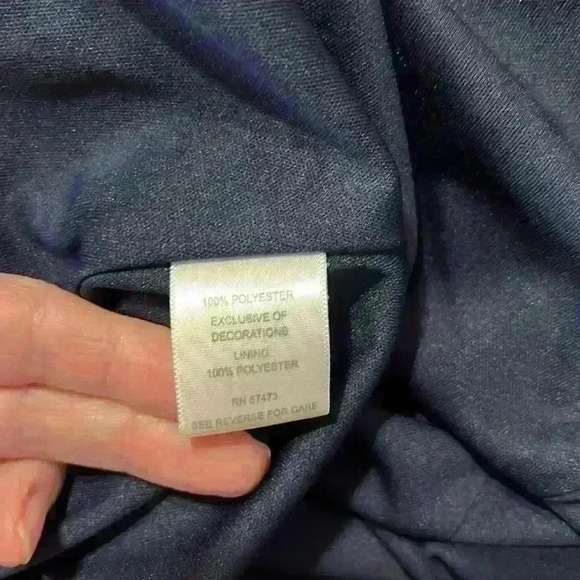 100% POLYESTER
EXCLUSIVE OF
DECORATIONS
LINING
100% POLYESTER
RN 67473
SEE REVERSE FOR CARE